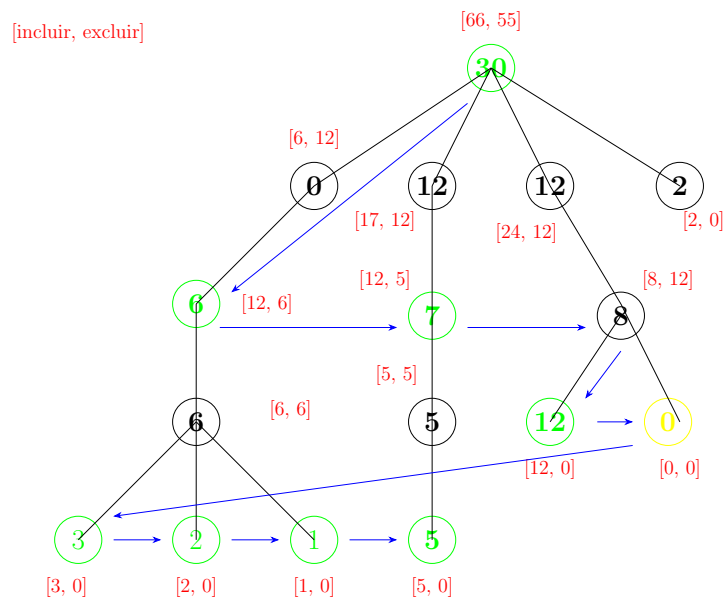 [66, 55]
[incluir, excluir]
30
[6, 12]
0 12 12 2
[17, 12] [24, 12] [2, 0]
[12, 5] [8, 12]
6 [12, 6] 7 8
[5, 5]
[6, 6]
6 5 12 0
[12, 0] [0, 0]
3 2 1 5
[3, 0] [2, 0] [1, 0] [5, 0]